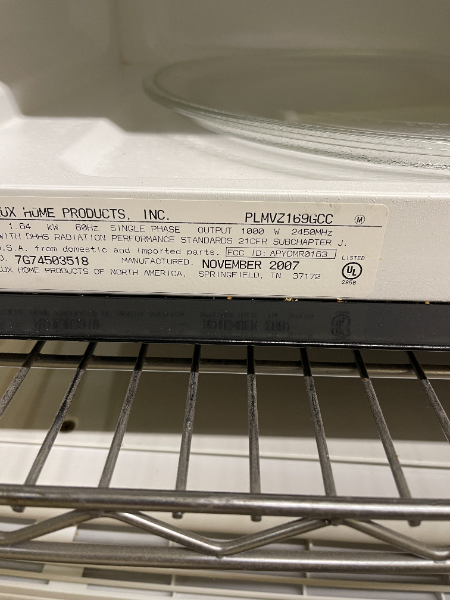 UX HOME PRODUCTS, INC. PLMVZ169GCC M
1.64 KW 60Hz. SINGLE PHASE OUTPUT 1000 W 2450MHz
WITH DHHS RADIATION PERFORMANCE STANDARDS 21CFR SUBCHAPTER J.
U.S.A. from domestic and imported parts. FCC ID: APYDMR0163 LISTED
O. 7G74503518 MANUFACTURED. NOVEMBER 2007 UL
UX HOME PRODUCTS OF NORTH AMERICA, SPRINGFIELD, TN 37172